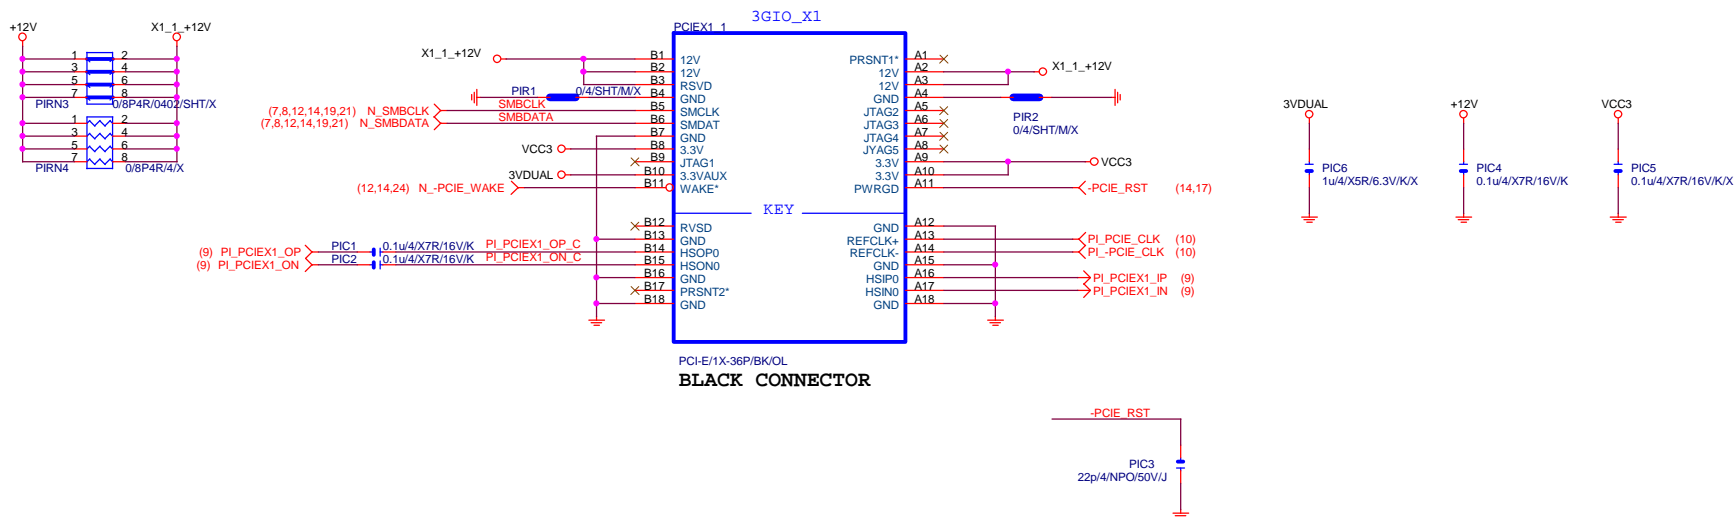 3GIO_X1
+12V
X1_1_+12V
1 2
3 4
5 6
7 8
PIRN3 0/8P4R/0402/SHT/X
1 2
3 4
5 6
7 8
PIRN4 0/8P4R/4/X
PCIEX1_1
X1_1_+12V
B1 12V
B2 12V
B3 RSVD
PIR1 0/4/SHT/M/X
B4 GND
(7,8,12,14,19,21) N_SMBCLK SMBCLK B5 SMCLK
(7,8,12,14,19,21) N_SMBDATA SMBDATA B6 SMDAT
B7 GND
VCC3 B8 3.3V
B9 JTAG1
3VDUAL B10 3.3VAUX
(12,14,24) N_-PCIE_WAKE B11 WAKE*
KEY
B12 RVSD
B13 GND
(9) PI_PCIEX1_OP PIC1 0.1u/4/X7R/16V/K PI_PCIEX1_OP_C B14 HSOP0
(9) PI_PCIEX1_ON PIC2 0.1u/4/X7R/16V/K PI_PCIEX1_ON_C B15 HSON0
B16 GND
B17 PRSNT2*
B18 GND
PRSNT1* A1
12V A2 X1_1_+12V
12V A3
GND A4
PIR2
0/4/SHT/M/X
JTAG2 A5
JTAG3 A6
JTAG4 A7
JYAG5 A8
3.3V A9 VCC3
3.3V A10
PWRGD A11 -PCIE_RST (14,17)
GND A12
REFCLK+ A13 PI_PCIE_CLK (10)
REFCLK- A14 PI_-PCIE_CLK (10)
GND A15
HSIP0 A16 PI_PCIEX1_IP (9)
HSIN0 A17 PI_PCIEX1_IN (9)
GND A18
PCI-E/1X-36P/BK/OL
BLACK CONNECTOR
3VDUAL
PIC6
1u/4/X5R/6.3V/K/X
+12V
PIC4
0.1u/4/X7R/16V/K
VCC3
PIC5
0.1u/4/X7R/16V/K/X
-PCIE_RST
PIC3
22p/4/NPO/50V/J